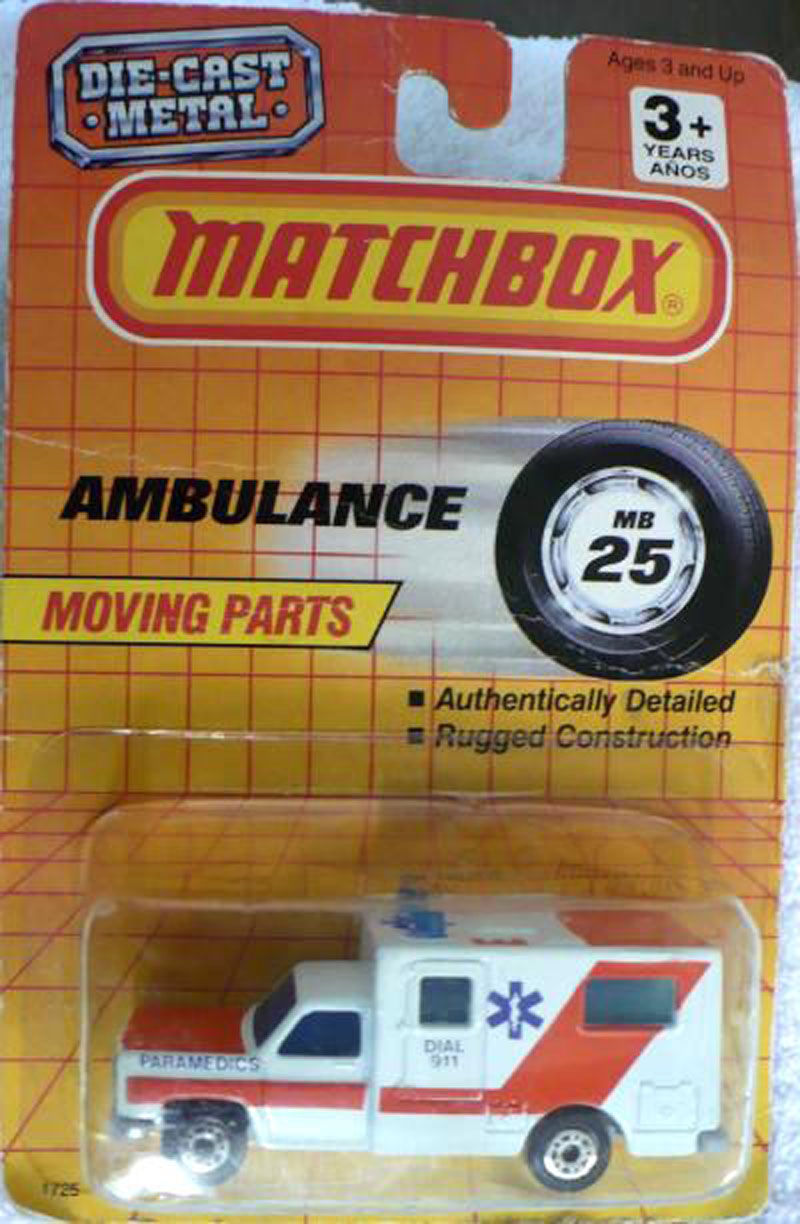 DIE-CAST
•METAL•
Ages 3 and Up
3+
YEARS
AÑOS
MATCHBOX®
AMBULANCE
MB
25
MOVING PARTS
■ Authentically Detailed
■ Rugged Construction
PARAMEDICS
DIAL
911
1725